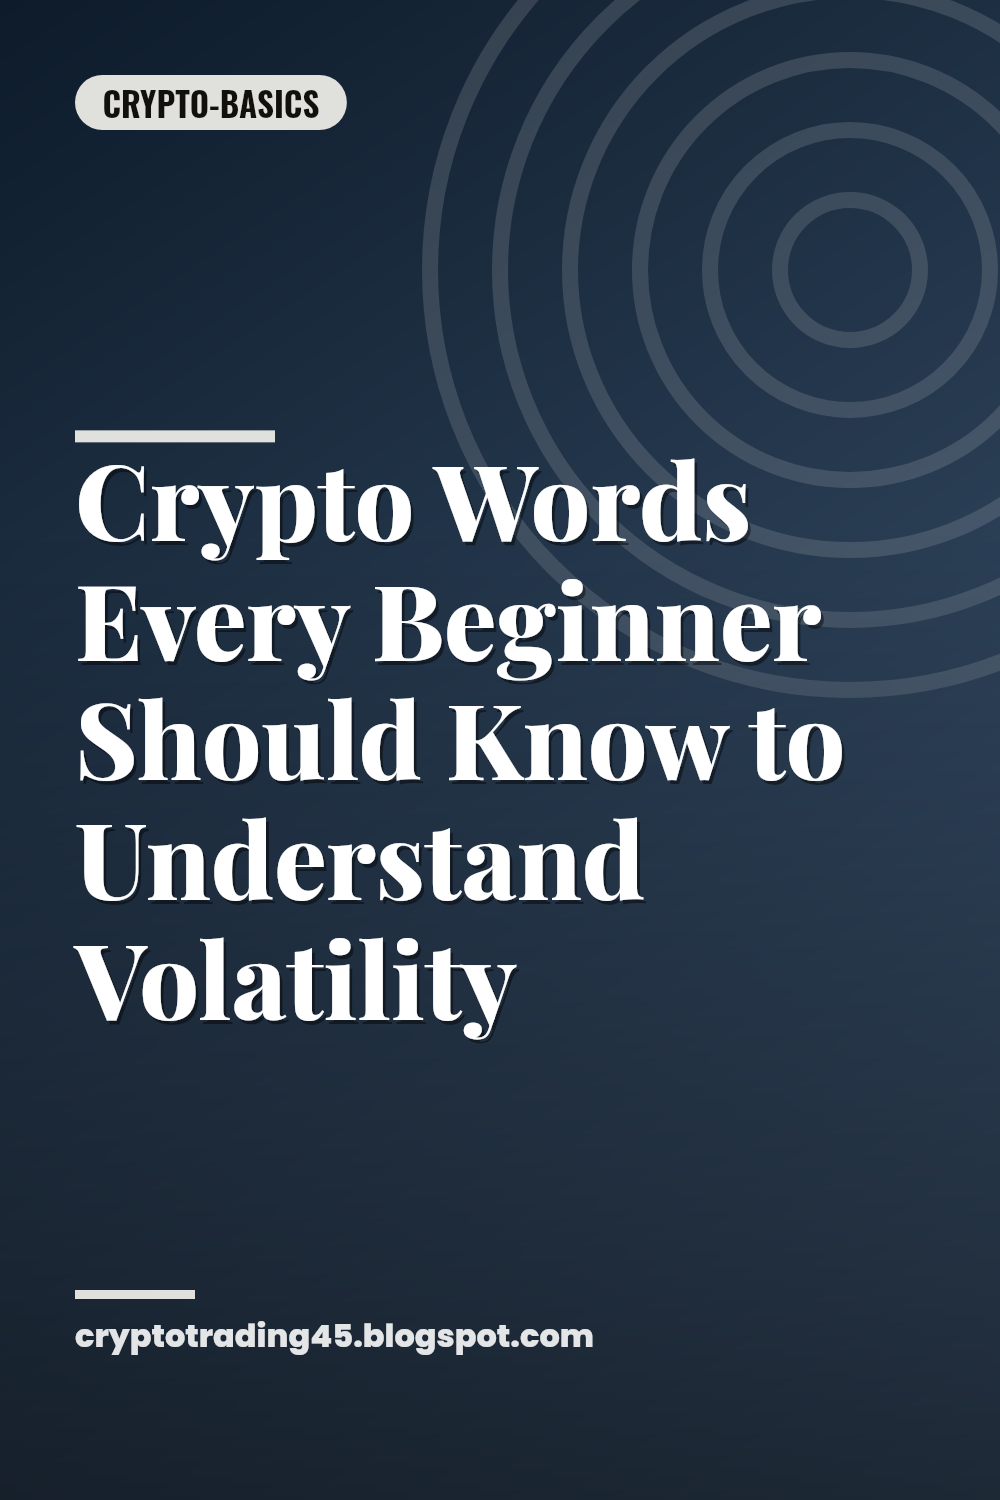 CRYPTO-BASICS
Crypto Words
Every Beginner
Should Know to
Understand
Volatility
cryptotrading45.blogspot.com